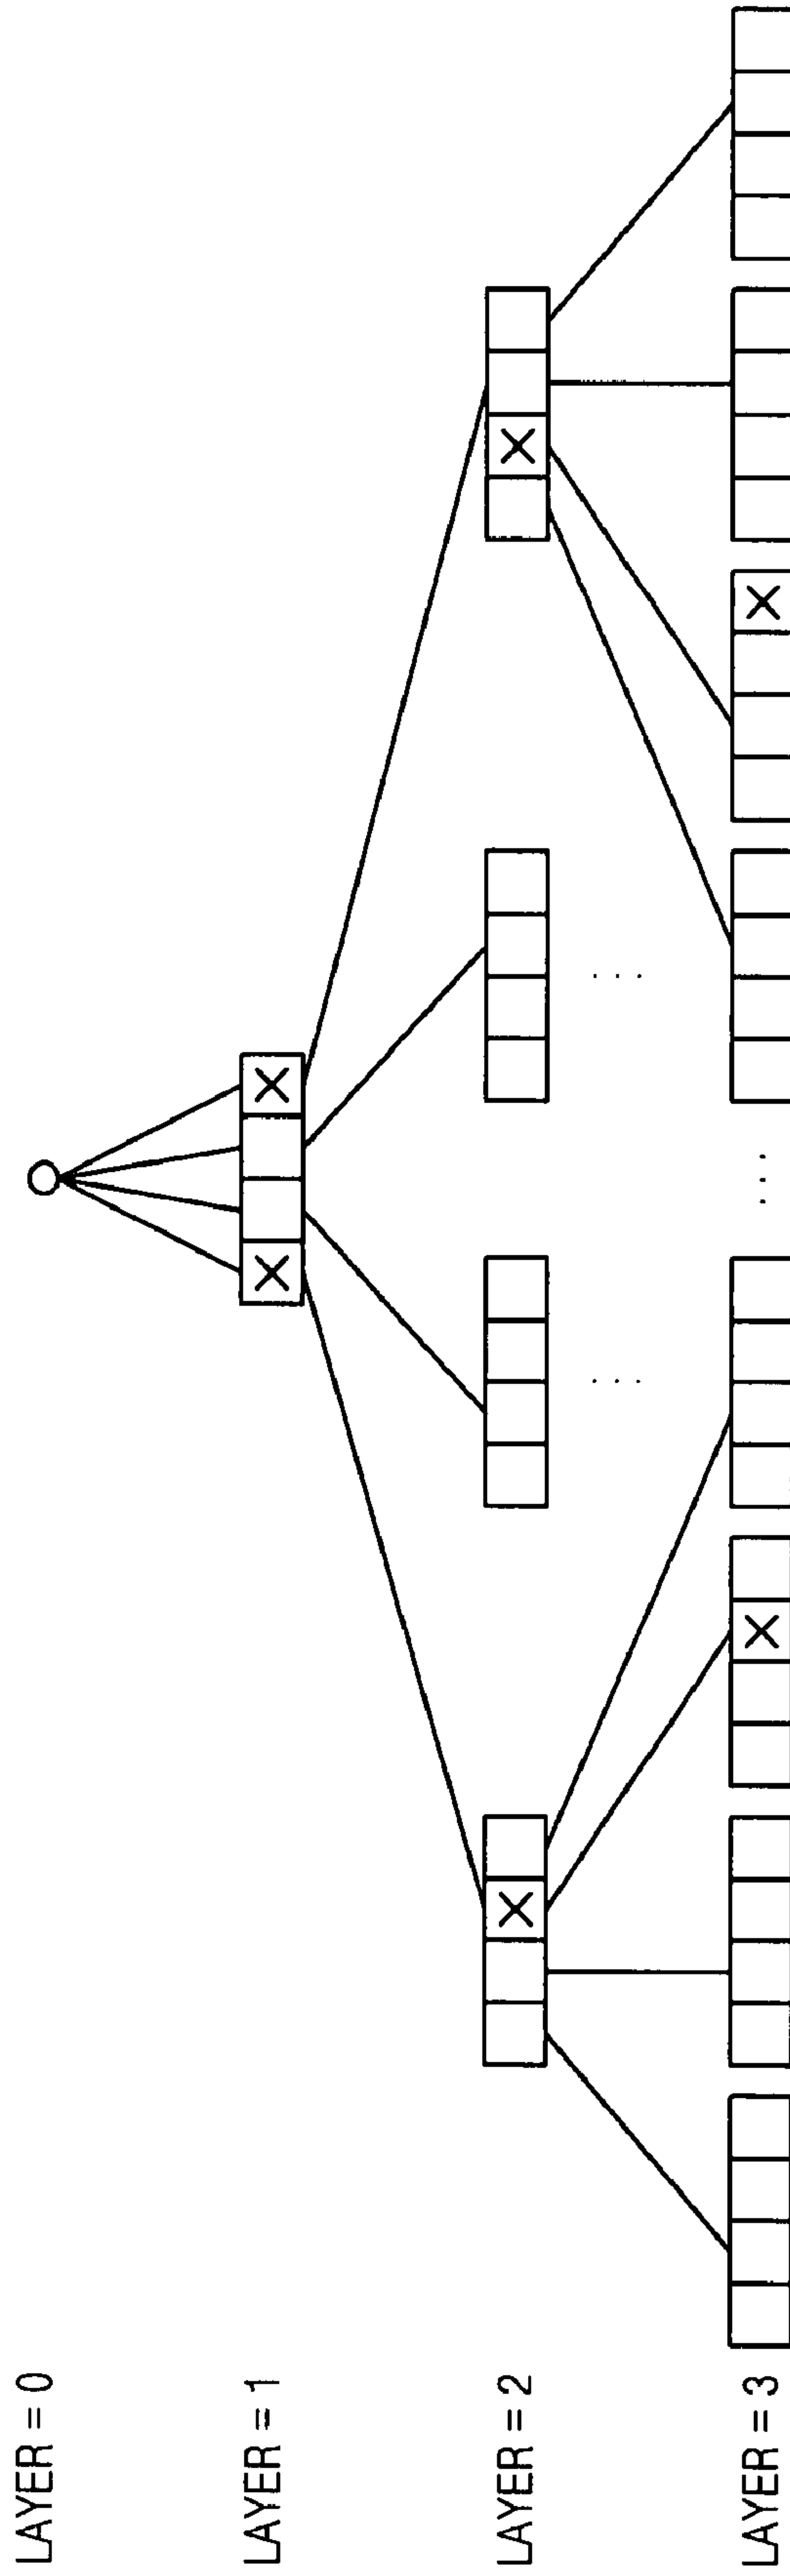 LAYER = 0
LAYER = 1
LAYER = 2
LAYER = 3